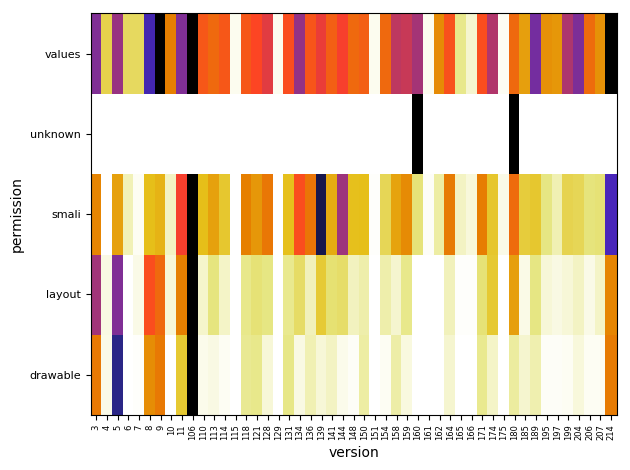 values
unknown
smali
layout
drawable
permission
3 4 5 6 7 8 9 10 11 106 110 113 114 115 118 121 128 129 131 134 136 139 141 144 148 150 151 154 158 159 160 161 162 164 165 166 171 174 175 180 185 189 195 197 199 204 206 207 214
version